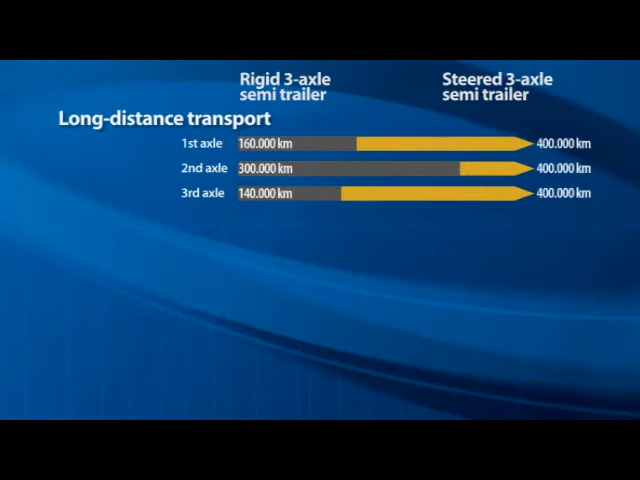 Rigid 3-axle
semi trailer
Steered 3-axle
semi trailer
Long-distance transport
1st axle 160.000 km 400.000 km
2nd axle 300.000 km 400.000 km
3rd axle 140.000 km 400.000 km